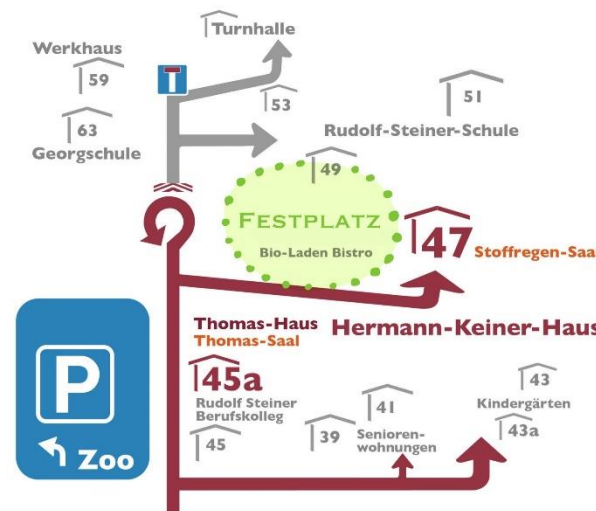 Turnhalle
Werkhaus
59
53
51
63
Georgschule
Rudolf-Steiner-Schule
49
FESTPLATZ
Bio-Laden Bistro
47
Stoffregen-Saa
Thomas-Haus
Thomas-Saal
Hermann-Keiner-Haus
45a
Rudolf Steiner
Berufskolleg
45
39
41
Senioren-
wohnungen
43
Kindergärten
43a
P
Zoo